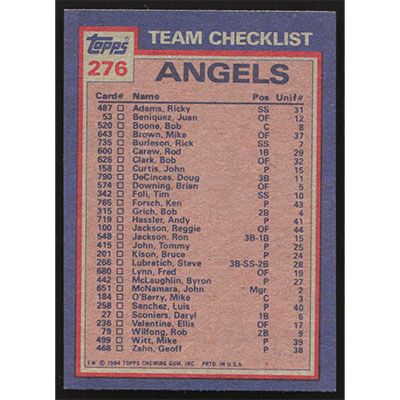 topps TEAM CHECKLIST
276 ANGELS
Card# Name Pos Unif#
487 Adams, Ricky SS 31
53 Beniquez, Juan OF 12
520 Boone, Bob C 8
643 Brown, Mike OF 37
735 Burleson, Rick SS 7
600 Carew, Rod 1B 29
626 Clark, Bob OF 32
158 Curtis, John P 15
790 DeCinces, Doug 3B 11
574 Downing, Brian OF 5
342 Foli, Tim SS 10
765 Forsch, Ken P 43
315 Grich, Bob 2B 4
719 Hassler, Andy P 41
100 Jackson, Reggie OF 44
548 Jackson, Ron 3B-1B 15
415 John, Tommy P 25
201 Kison, Bruce P 24
266 Lubratich, Steve 3B-SS-2B 28
680 Lynn, Fred OF 19
442 McLaughlin, Byron P 27
651 McNamara, John Mgr. 2
184 O'Berry, Mike C 3
258 Sanchez, Luis P 40
27 Sconiers, Daryl 1B 6
236 Valentine, Ellis OF 17
79 Wilfong, Rob 2B 9
499 Witt, Mike P 39
468 Zahn, Geoff P 38
© 1984 TOPPS CHEWING GUM, INC. PRTD. IN U.S.A.